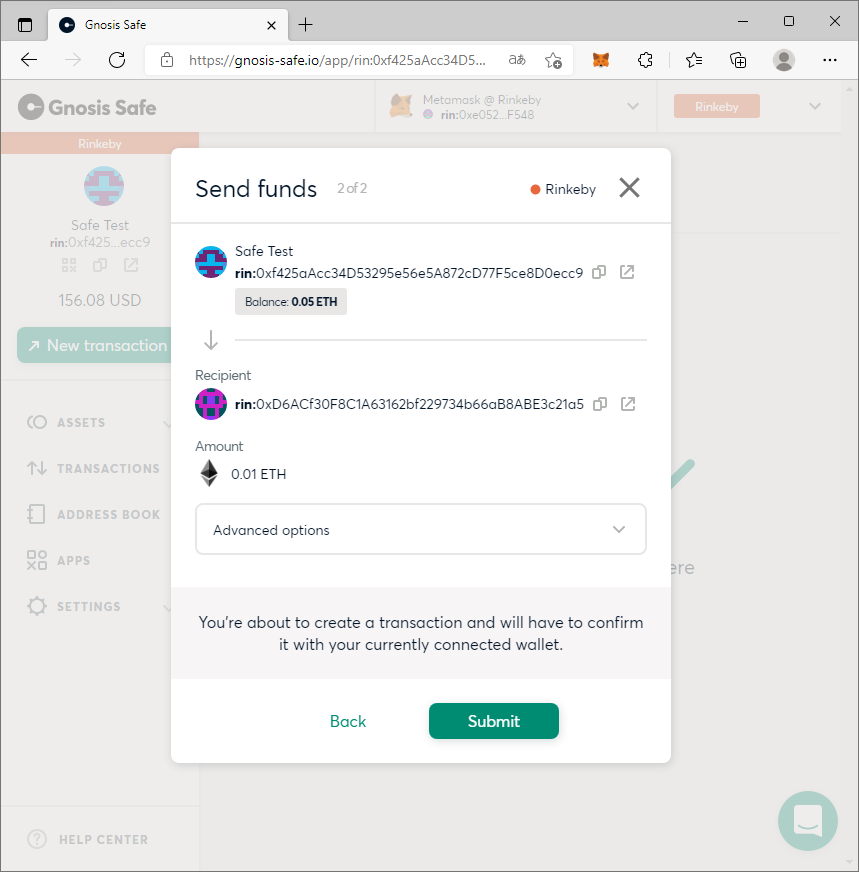 Gnosis Safe
https://gnosis-safe.io/app/rin:0xf425aAcc34D5...
aあ
Gnosis Safe
Metamask @ Rinkeby
rin:0xe052...F548
Rinkeby
Rinkeby
Safe Test
rin:0xf425...ecc9
156.08 USD
New transaction
ASSETS
TRANSACTIONS
ADDRESS BOOK
APPS
SETTINGS
HELP CENTER
Send funds
2 of 2
Rinkeby
Safe Test
rin:0xf425aAcc34D53295e56e5A872cD77F5ce8D0ecc9
Balance: 0.05 ETH
Recipient
rin:0xD6ACf30F8C1A63162bf229734b66aB8ABE3c21a5
Amount
0.01 ETH
Advanced options
You're about to create a transaction and will have to confirm
it with your currently connected wallet.
Back
Submit
ere